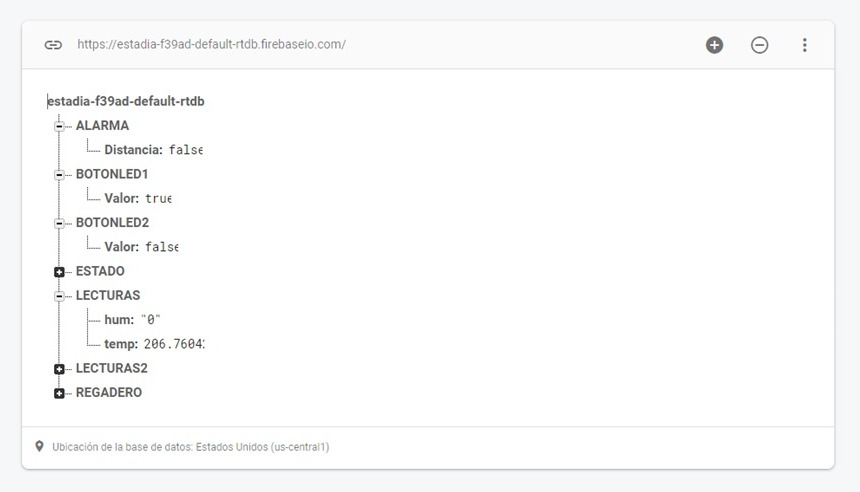 https://estadia-f39ad-default-rtdb.firebaseio.com/
estadia-f39ad-default-rtdb
ALARMA
Distancia: false
BOTONLED1
Valor: true
BOTONLED2
Valor: false
ESTADO
LECTURAS
hum: "0"
temp: 206.7604
LECTURAS2
REGADERO
Ubicación de la base de datos: Estados Unidos (us-central1)